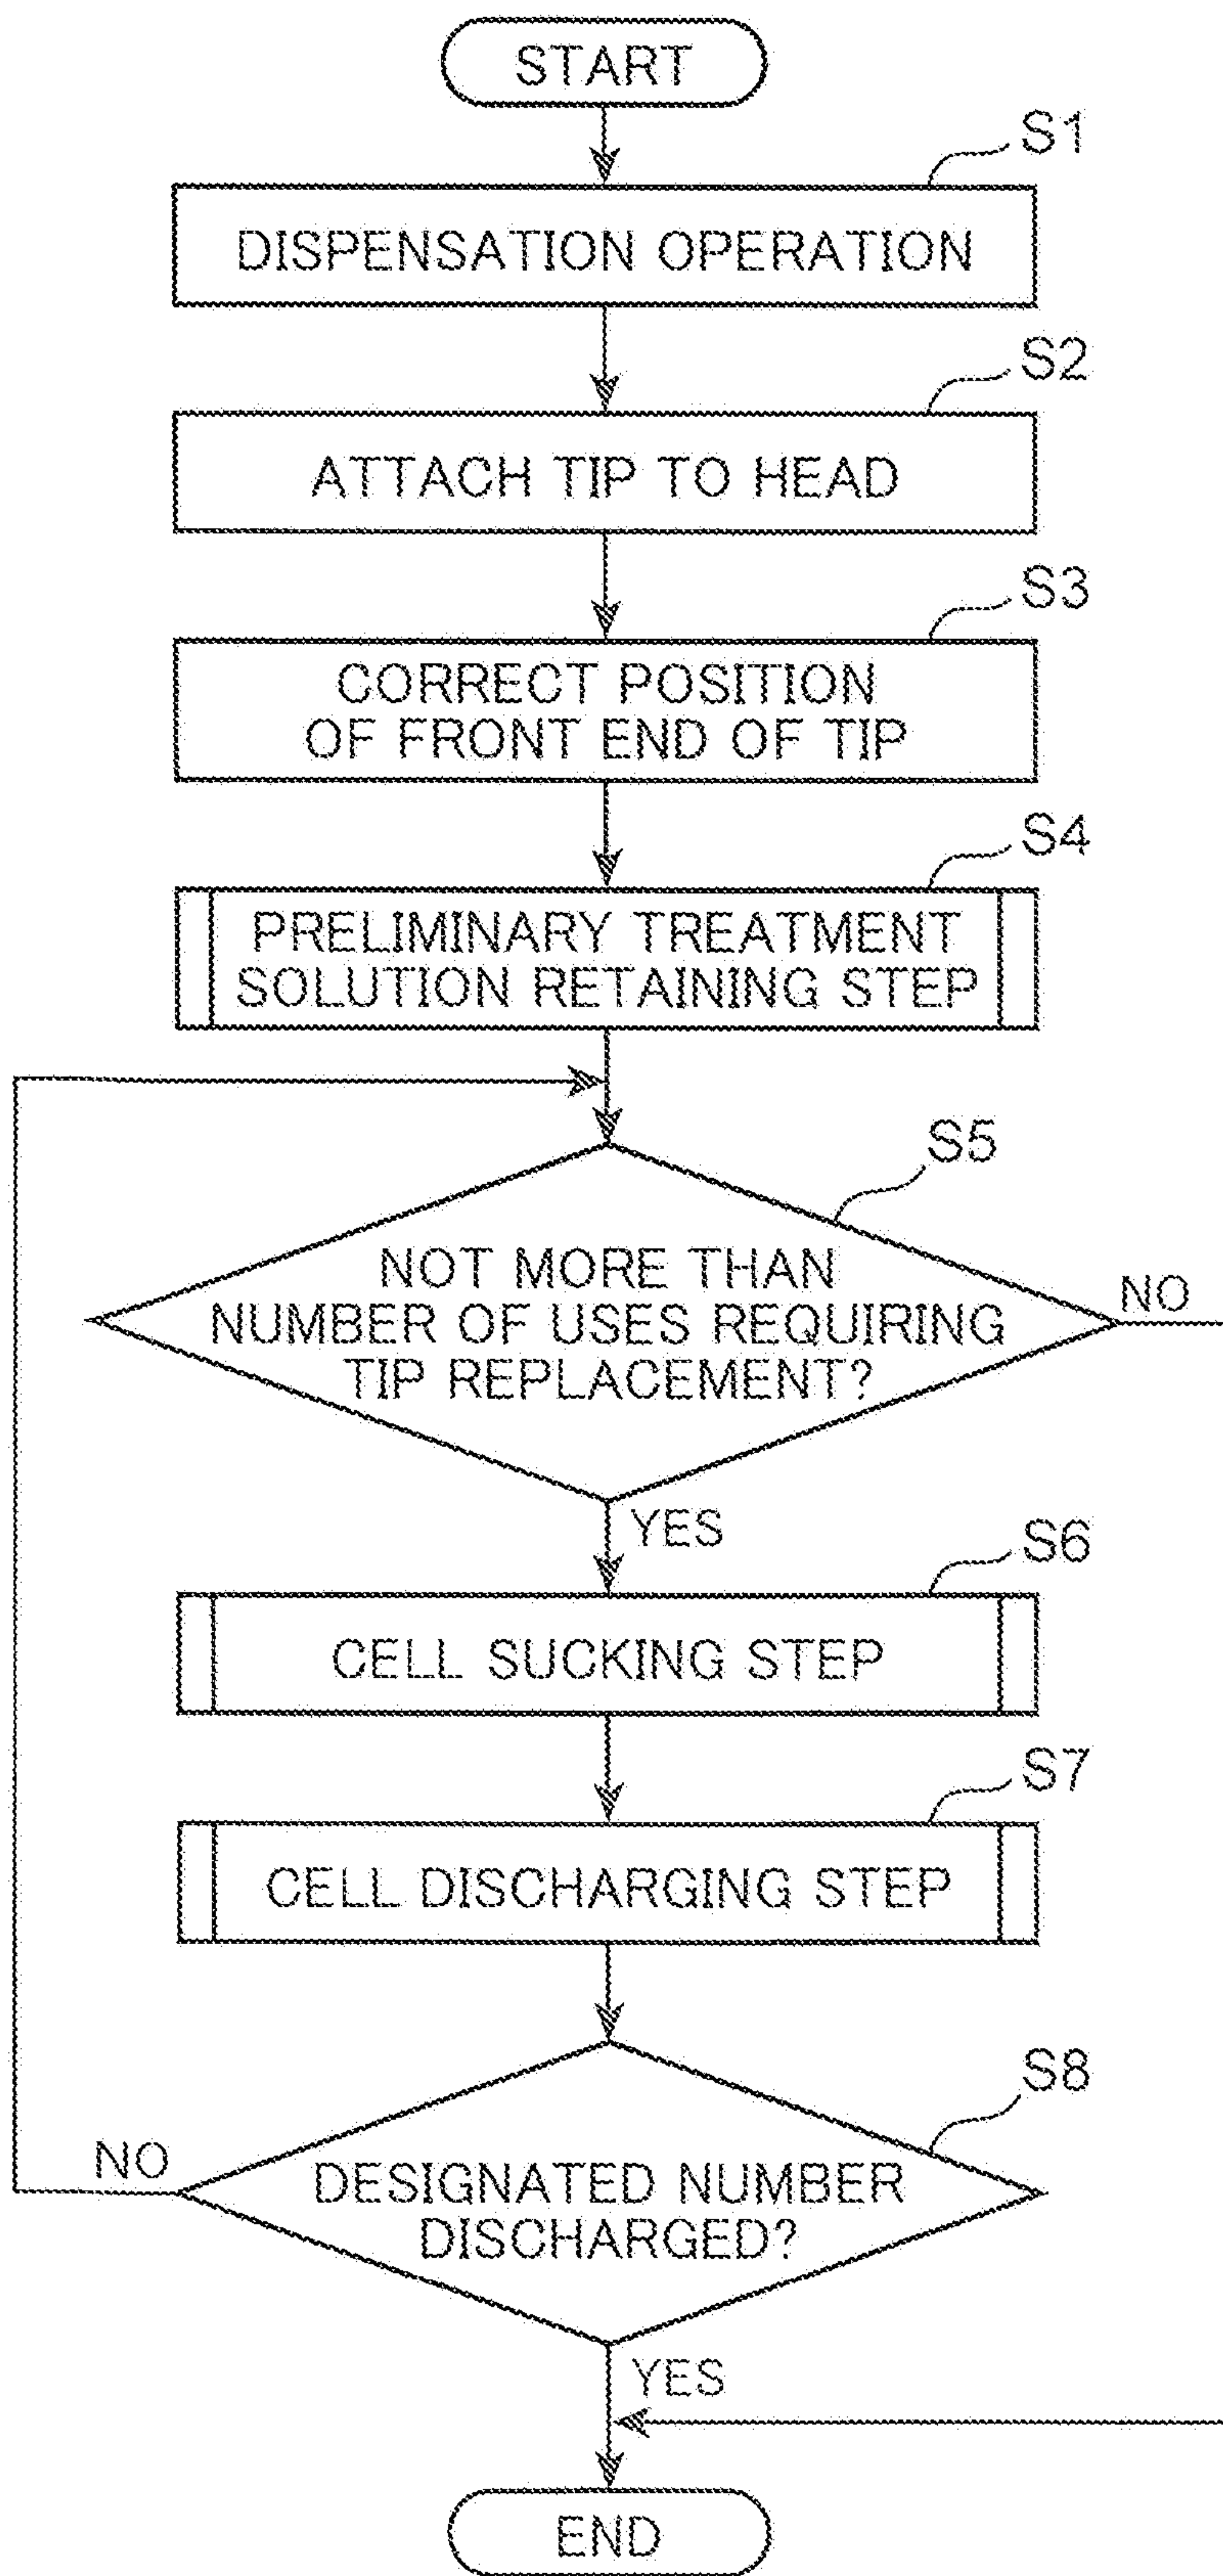 START
S1
DISPENSATION OPERATION
S2
ATTACH TIP TO HEAD
S3
CORRECT POSITION
OF FRONT END OF TIP
S4
PRELIMINARY TREATMENT
SOLUTION RETAINING STEP
S5
NOT MORE THAN
NUMBER OF USES REQUIRING
TIP REPLACEMENT?
NO
YES
S6
CELL SUCKING STEP
S7
CELL DISCHARGING STEP
S8
NO
DESIGNATED NUMBER
DISCHARGED?
YES
END